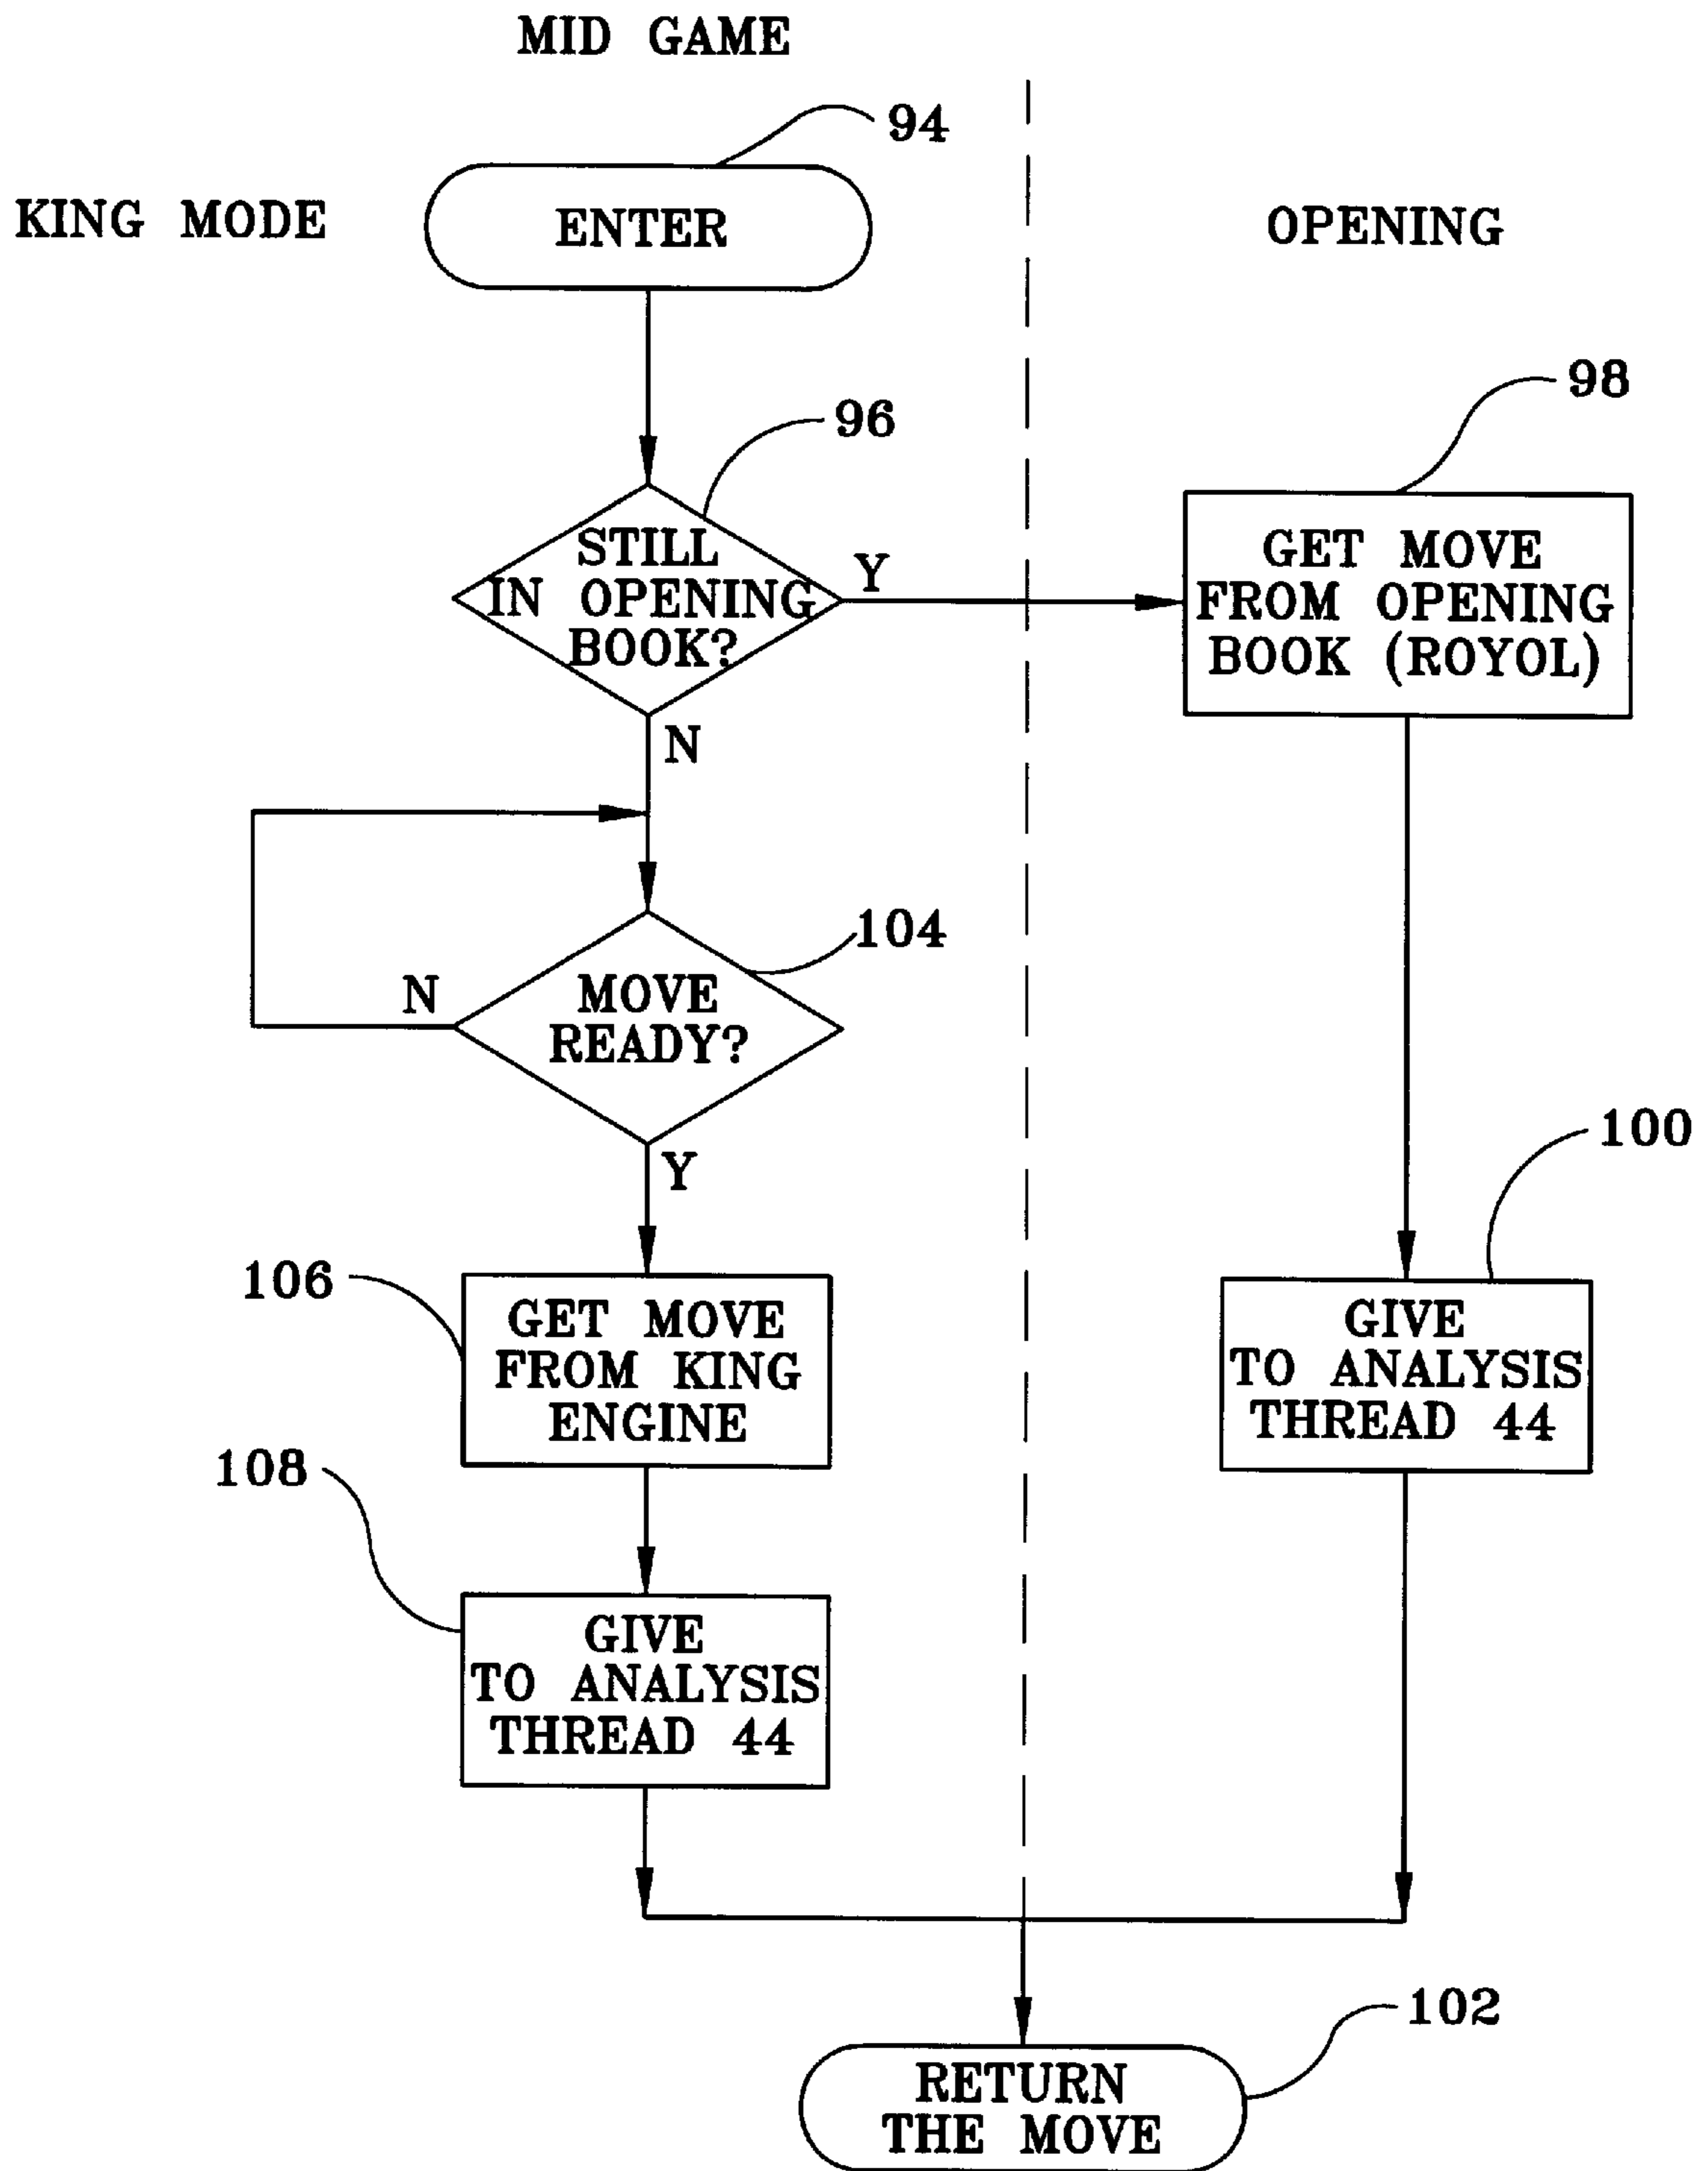 MID GAME
94
KING MODE
ENTER
OPENING
98
96
STILL
IN OPENING
BOOK?
Y
GET MOVE
FROM OPENING
BOOK (ROYOL)
N
104
MOVE
READY?
N
100
Y
106
GET MOVE
FROM KING
ENGINE
GIVE
TO ANALYSIS
THREAD 44
108
GIVE
TO ANALYSIS
THREAD 44
102
RETURN
THE MOVE